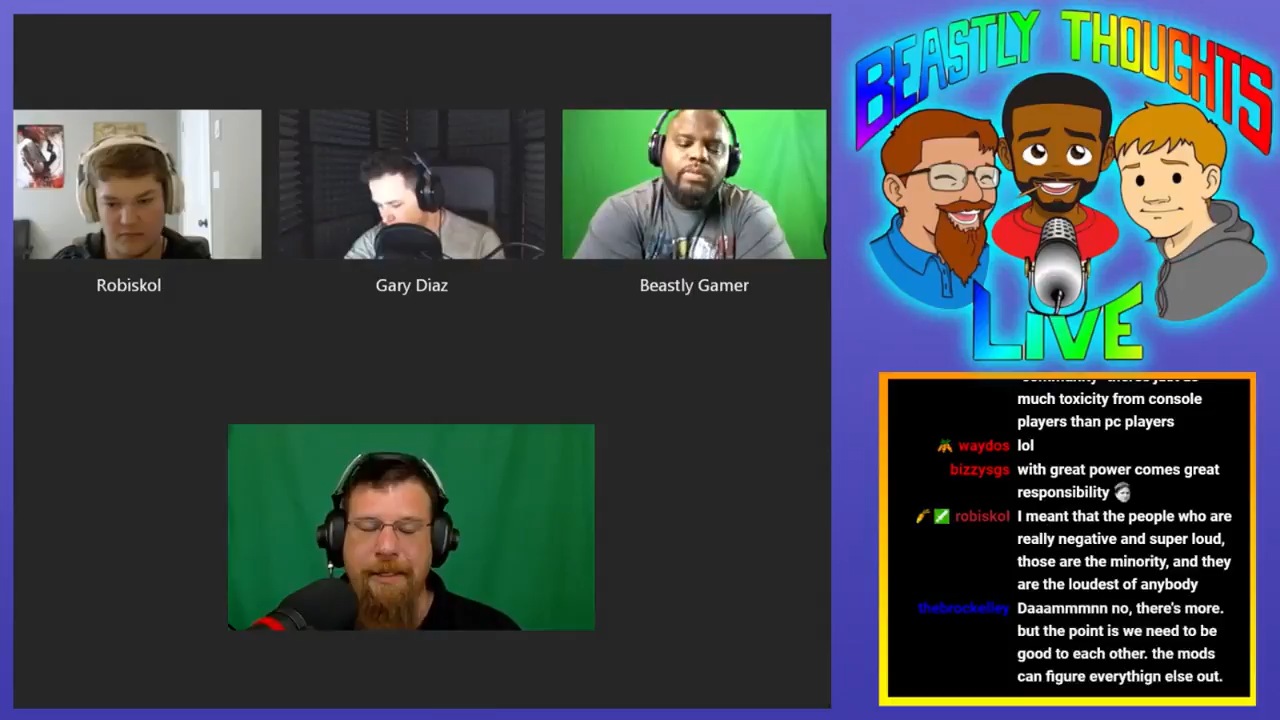 BEASTLY THOUGHTS
LIVE
Robiskol
Gary Diaz
Beastly Gamer
much toxicity from console
players than pc players
waydos lol
bizzysgs with great power comes great
responsibility
robiskol I meant that the people who are
really negative and super loud,
those are the minority, and they
are the loudest of anybody
thebrockelley Daaammmnn no, there's more.
but the point is we need to be
good to each other. the mods
can figure everythign else out.